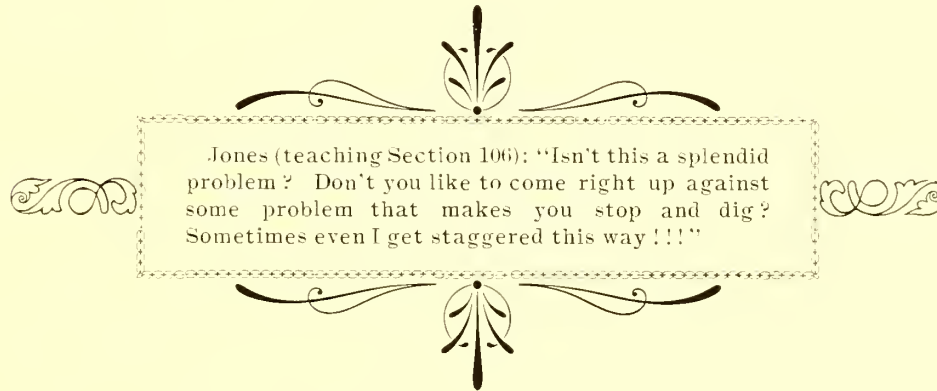 Jones (teaching Section 106): "Isn't this a splendid
problem? Don't you like to come right up against
some problem that makes you stop and dig?
Sometimes even I get staggered this way!!!"